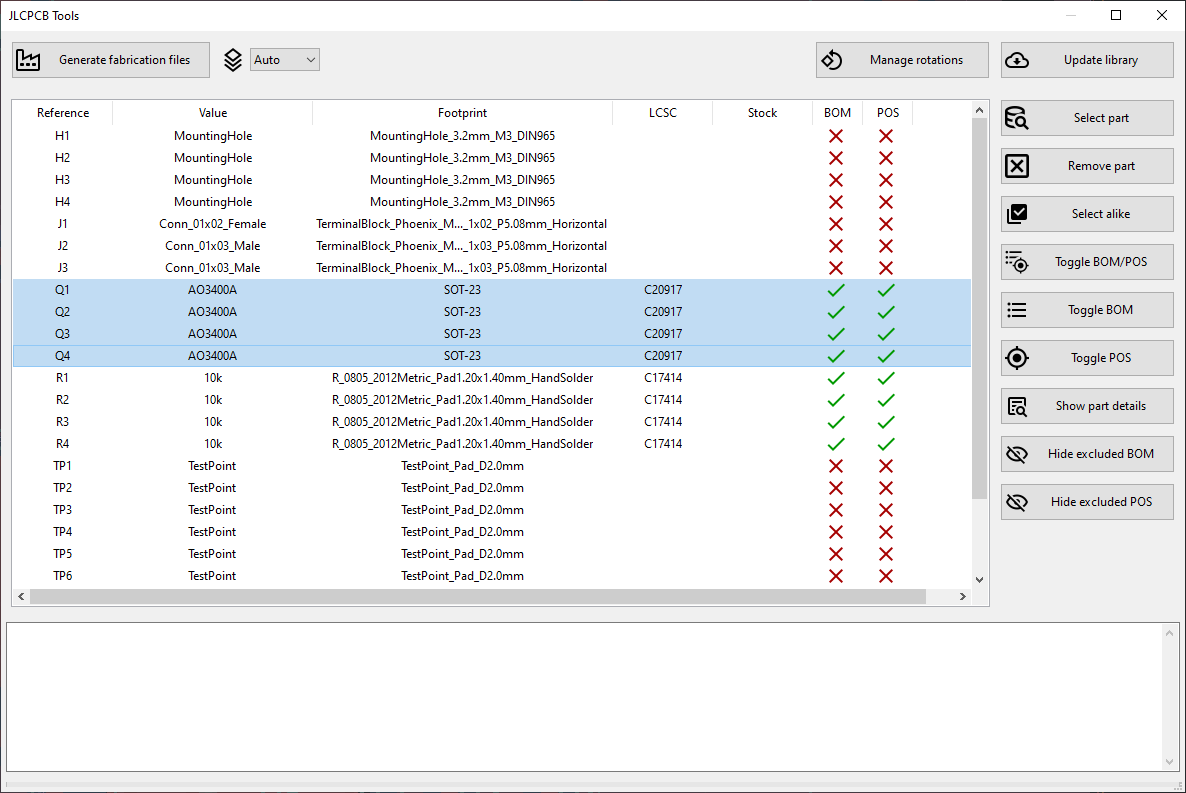 JLCPCB Tools
Generate fabrication files Auto Manage rotations Update library
Reference Value Footprint LCSC Stock BOM POS
H1 MountingHole MountingHole_3.2mm_M3_DIN965
H2 MountingHole MountingHole_3.2mm_M3_DIN965
H3 MountingHole MountingHole_3.2mm_M3_DIN965
H4 MountingHole MountingHole_3.2mm_M3_DIN965
J1 Conn_01x02_Female TerminalBlock_Phoenix_M..._1x02_P5.08mm_Horizontal
J2 Conn_01x03_Male TerminalBlock_Phoenix_M..._1x03_P5.08mm_Horizontal
J3 Conn_01x03_Male TerminalBlock_Phoenix_M..._1x03_P5.08mm_Horizontal
Q1 AO3400A SOT-23 C20917
Q2 AO3400A SOT-23 C20917
Q3 AO3400A SOT-23 C20917
Q4 AO3400A SOT-23 C20917
R1 10k R_0805_2012Metric_Pad1.20x1.40mm_HandSolder C17414
R2 10k R_0805_2012Metric_Pad1.20x1.40mm_HandSolder C17414
R3 10k R_0805_2012Metric_Pad1.20x1.40mm_HandSolder C17414
R4 10k R_0805_2012Metric_Pad1.20x1.40mm_HandSolder C17414
TP1 TestPoint TestPoint_Pad_D2.0mm
TP2 TestPoint TestPoint_Pad_D2.0mm
TP3 TestPoint TestPoint_Pad_D2.0mm
TP4 TestPoint TestPoint_Pad_D2.0mm
TP5 TestPoint TestPoint_Pad_D2.0mm
TP6 TestPoint TestPoint_Pad_D2.0mm
Select part
Remove part
Select alike
Toggle BOM/POS
Toggle BOM
Toggle POS
Show part details
Hide excluded BOM
Hide excluded POS